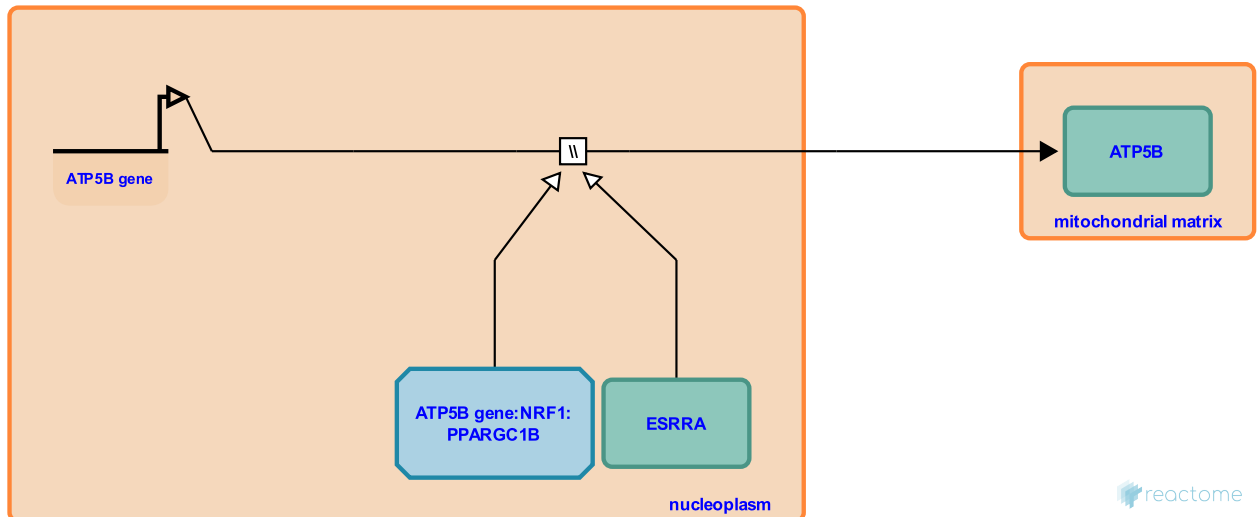 ATP5B gene
\\
ATP5B
mitochondrial matrix
ATP5B gene:NRF1:
PPARGC1B
ESRRA
nucleoplasm
reactome